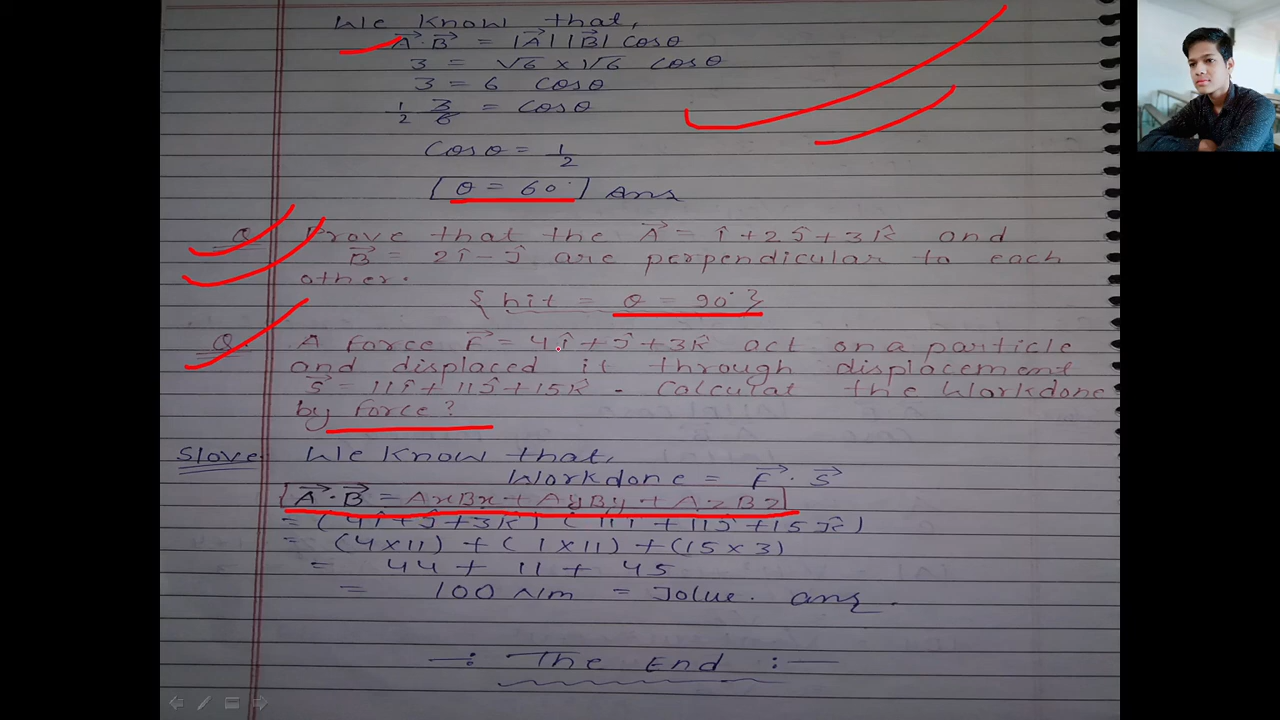 We know that,
A⃗·B⃗ = |A⃗| |B⃗| cosθ
3 = √6 × √6 cosθ
3 = 6 cosθ
1/2 3/6 = cosθ
Cosθ = 1/2
[θ = 60°] Ans
Q. Prove that the A⃗ = î+2ĵ+3k̂ and
B⃗ = 2î-ĵ are perpendicular to each
other.
{hit = θ = 90°}
Q. A force F⃗ = 4î+ĵ+3k̂ act on a particle
and displaced it through displacement
S⃗ = 11î+11ĵ+15k̂ - Calculat the Workdone
by force?
Slove We know that,
Workdone = F⃗·S⃗
[A⃗·B⃗ = AxBx + AyBy + AzBz]
= (4î+ĵ+3k̂) (11î+11ĵ+15k̂)
= (4×11) + (1×11) + (15×3)
= 44 + 11 + 45
= 100 N/m = Jolue. ans.
—: The End :—